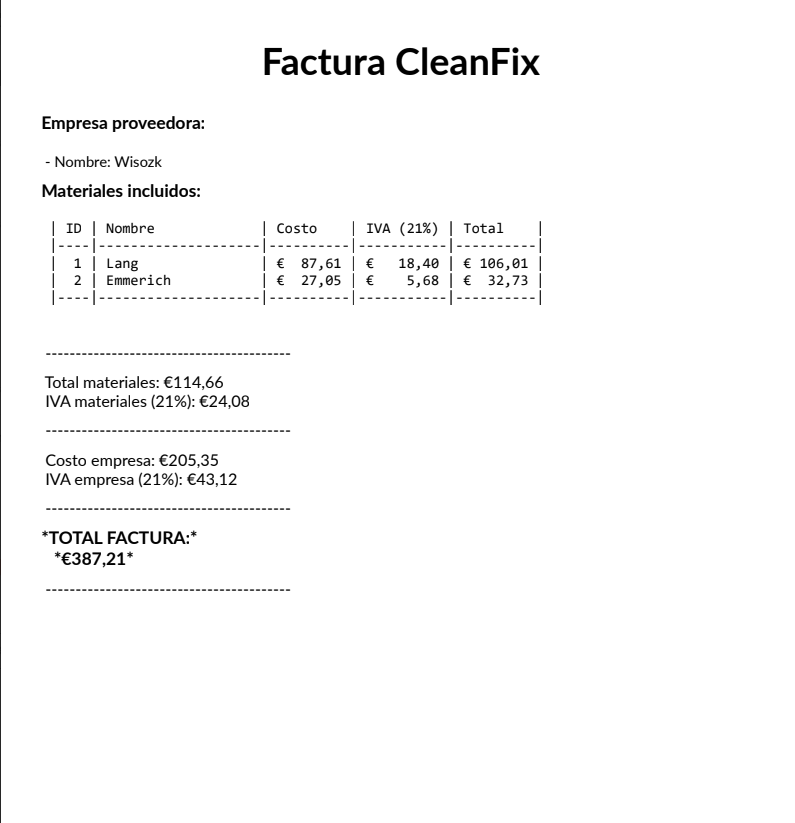 Factura CleanFix
Empresa proveedora:
- Nombre: Wisozk
Materiales incluidos:
| ID | Nombre             | Costo    | IVA (21%) | Total    |
|----|--------------------|----------|-----------|----------|
|  1 | Lang               | €  87,61 | €   18,40 | € 106,01 |
|  2 | Emmerich           | €  27,05 | €    5,68 | €  32,73 |
|----|--------------------|----------|-----------|----------|
-----------------------------------------
Total materiales: €114,66
IVA materiales (21%): €24,08
-----------------------------------------
Costo empresa: €205,35
IVA empresa (21%): €43,12
-----------------------------------------
*TOTAL FACTURA:*
*€387,21*
-----------------------------------------